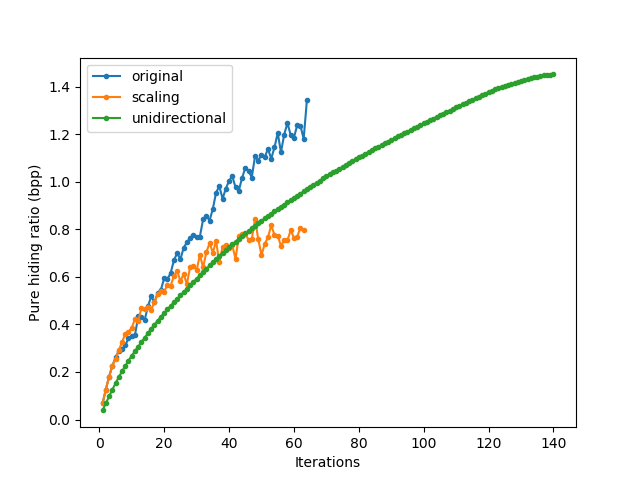 original
scaling
unidirectional
Pure hiding ratio (bpp)
1.4
1.2
1.0
0.8
0.6
0.4
0.2
0.0
0 20 40 60 80 100 120 140
Iterations